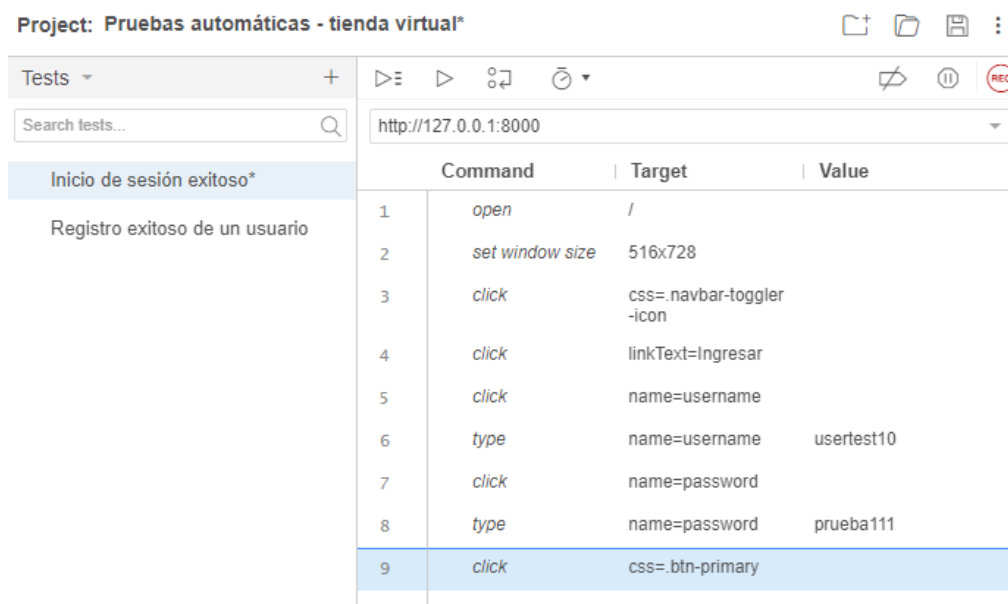 Project: Pruebas automáticas - tienda virtual*
Tests
Search tests...
Inicio de sesión exitoso*
Registro exitoso de un usuario
REC
http://127.0.0.1:8000
Command Target Value
1 open /
2 set window size 516x728
3 click css=.navbar-toggler
-icon
4 click linkText=Ingresar
5 click name=username
6 type name=username usertest10
7 click name=password
8 type name=password prueba111
9 click css=.btn-primary